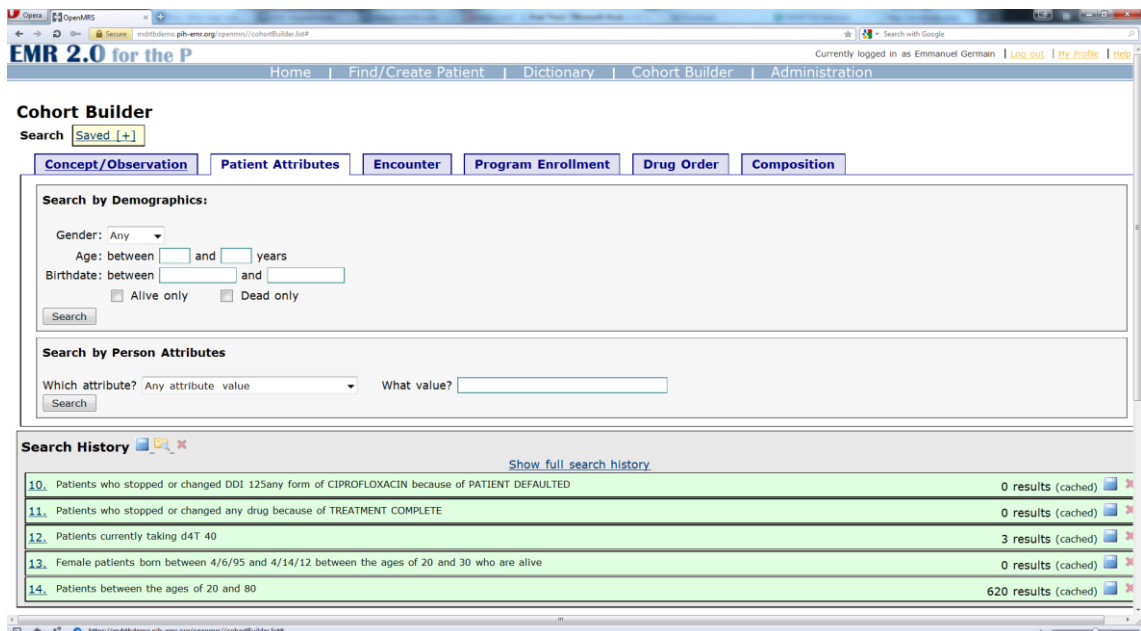 Opera OpenMRS
Secure mdrtbdemo.pih-emr.org/openmrs//cohortBuilder.list# Search with Google
EMR 2.0 for the P Currently logged in as Emmanuel Germain | Log out | My Profile | Help
Home | Find/Create Patient | Dictionary | Cohort Builder | Administration
Cohort Builder
Search Saved [+]
Concept/Observation Patient Attributes Encounter Program Enrollment Drug Order Composition
Search by Demographics:
Gender: Any
Age: between and years
Birthdate: between and
Alive only Dead only
Search
Search by Person Attributes
Which attribute? Any attribute value What value?
Search
Search History
Show full search history
10. Patients who stopped or changed DDI 125any form of CIPROFLOXACIN because of PATIENT DEFAULTED 0 results (cached)
11. Patients who stopped or changed any drug because of TREATMENT COMPLETE 0 results (cached)
12. Patients currently taking d4T 40 3 results (cached)
13. Female patients born between 4/6/95 and 4/14/12 between the ages of 20 and 30 who are alive 0 results (cached)
14. Patients between the ages of 20 and 80 620 results (cached)